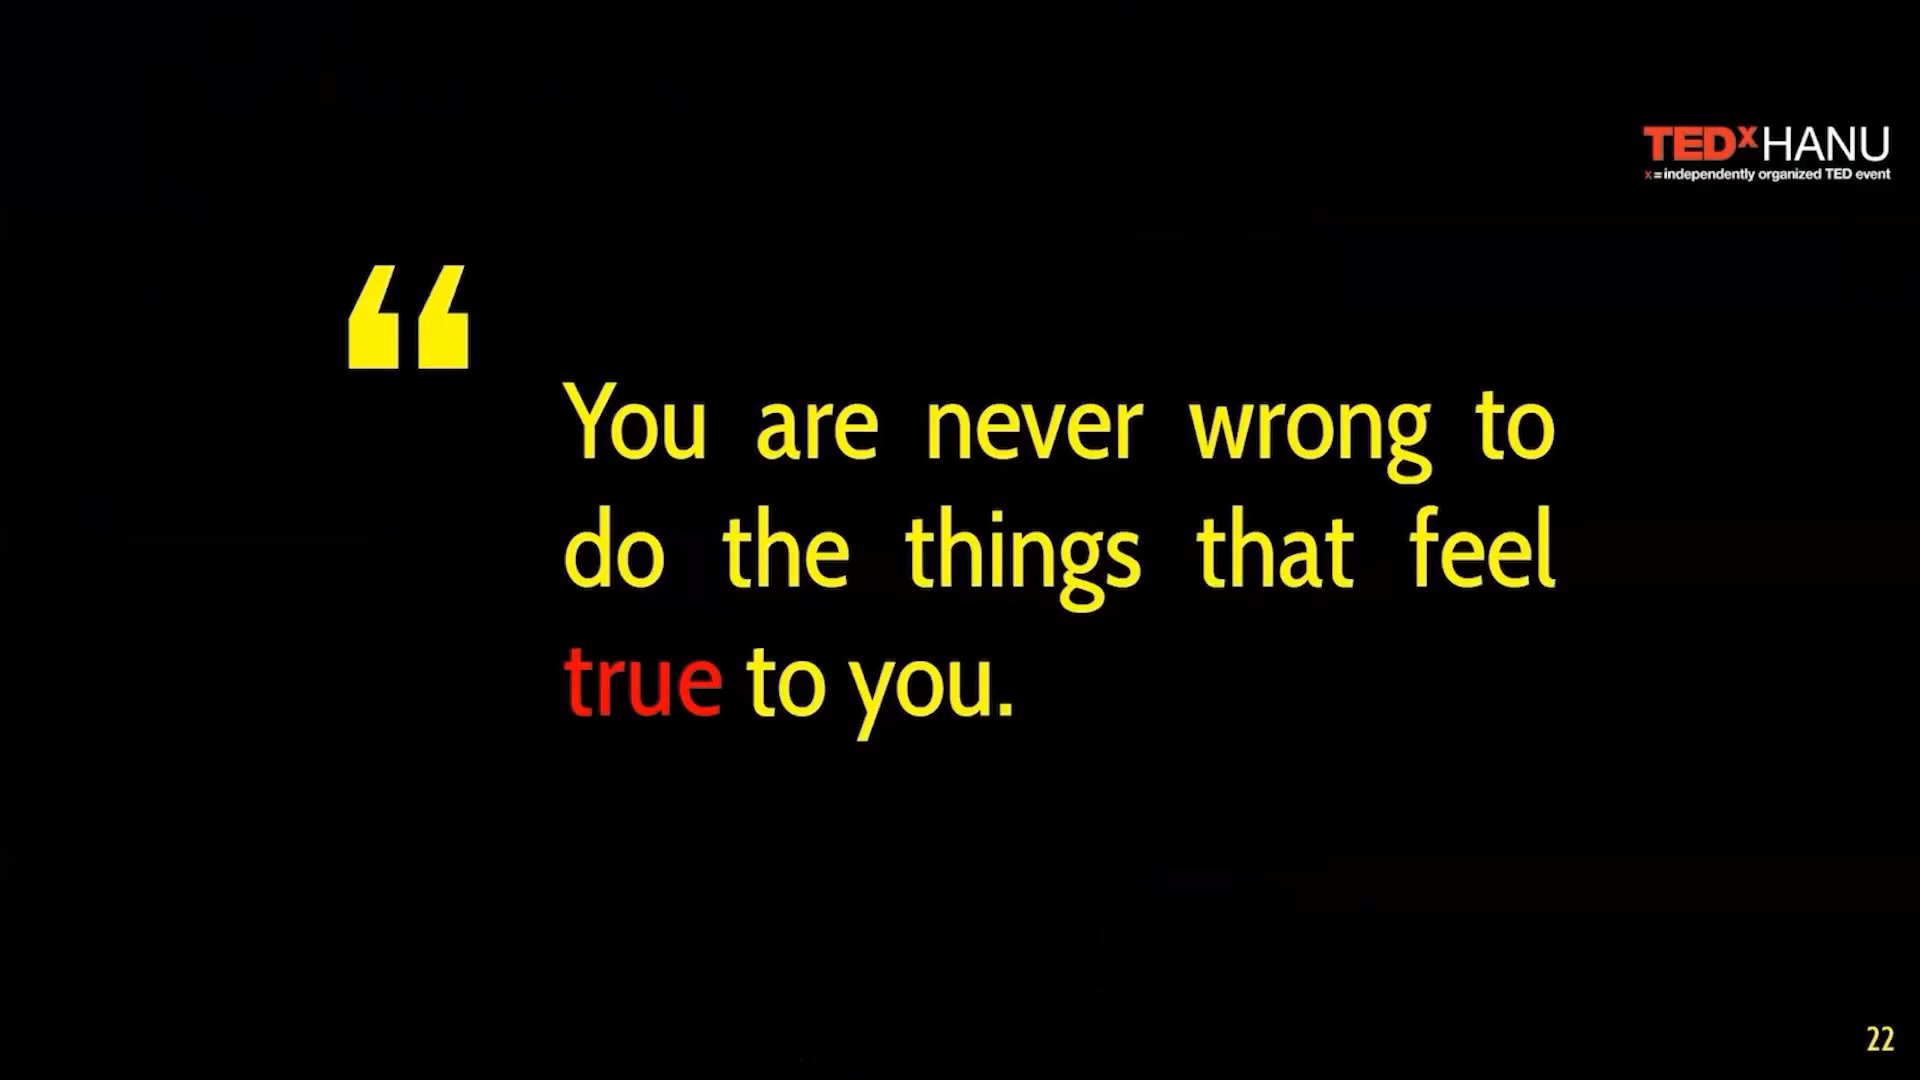 TEDxHANU
x=independently organized TED event
“
You are never wrong to
do the things that feel
true to you.
22